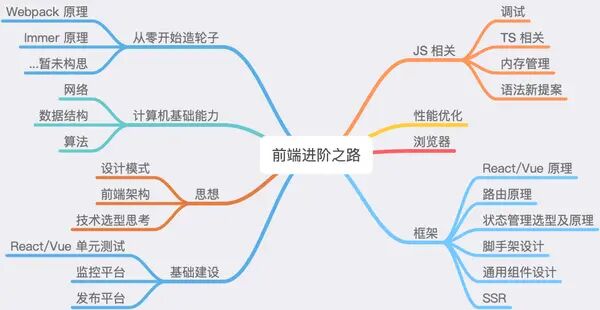 前端进阶之路
从零开始造轮子
Webpack 原理
Immer 原理
...暂未构思
计算机基础能力
网络
数据结构
算法
思想
设计模式
前端架构
技术选型思考
基础建设
React/Vue 单元测试
监控平台
发布平台
JS 相关
调试
TS 相关
内存管理
语法新提案
性能优化
浏览器
框架
React/Vue 原理
路由原理
状态管理选型及原理
脚手架设计
通用组件设计
SSR